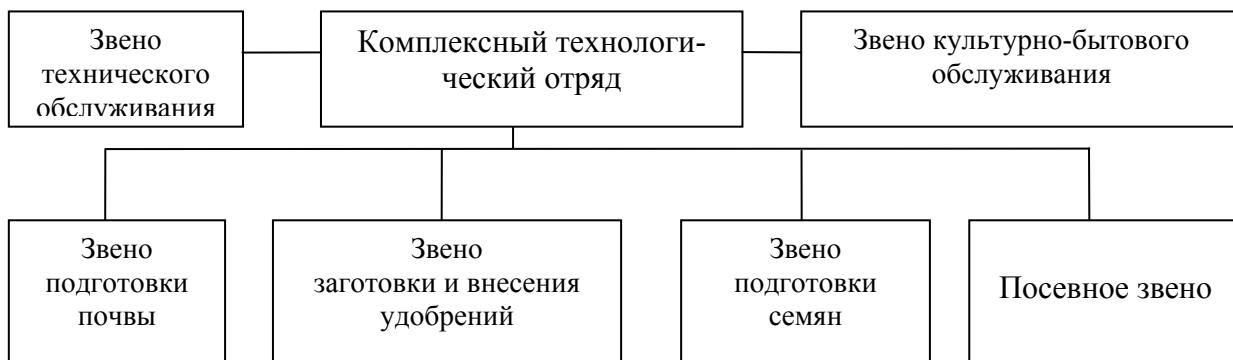 Звено
технического
обслуживания
Комплексный технологи-
ческий отряд
Звено культурно-бытового
обслуживания
Звено
подготовки
почвы
Звено
заготовки и внесения
удобрений
Звено
подготовки
семян
Посевное звено